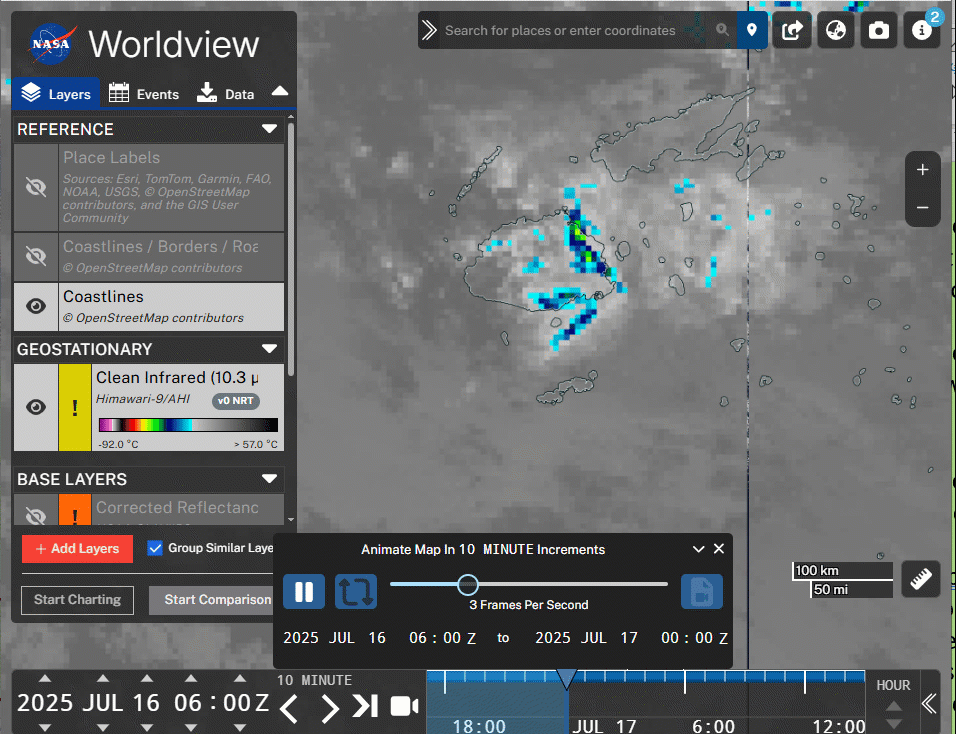 NASA Worldview
Search for places or enter coordinates
2
Layers Events Data
REFERENCE
Place Labels
Sources: Esri, TomTom, Garmin, FAO,
NOAA, USGS, © OpenStreetMap
contributors, and the GIS User
Community
Coastlines / Borders / Roa
© OpenStreetMap contributors
Coastlines
© OpenStreetMap contributors
GEOSTATIONARY
Clean Infrared (10.3 µ
Himawari-9/AHI v0 NRT
-92.0 °C > 57.0 °C
BASE LAYERS
Corrected Reflectanc
+ Add Layers Group Similar Laye
Start Charting Start Comparison
Animate Map In 10 MINUTE Increments
3 Frames Per Second
2025 JUL 16 06:00 Z to 2025 JUL 17 00:00 Z
100 km
50 mi
2025 JUL 16 06:00 Z
10 MINUTE
18:00 JUL 17 6:00 12:00
HOUR